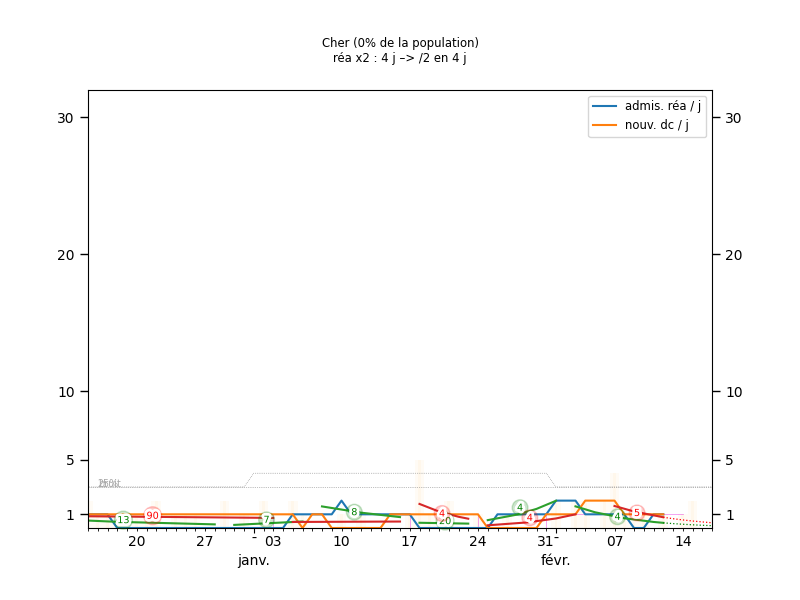 Cher (0% de la population)
réa x2 : 4 j –> /2 en 4 j
admis. réa / j
nouv. dc / j
30 30
20 20
10 10
5 5
1 1
13 90 7 8 4 20 4 4 4 5
20 27 03 10 17 24 31 07 14
janv. févr.